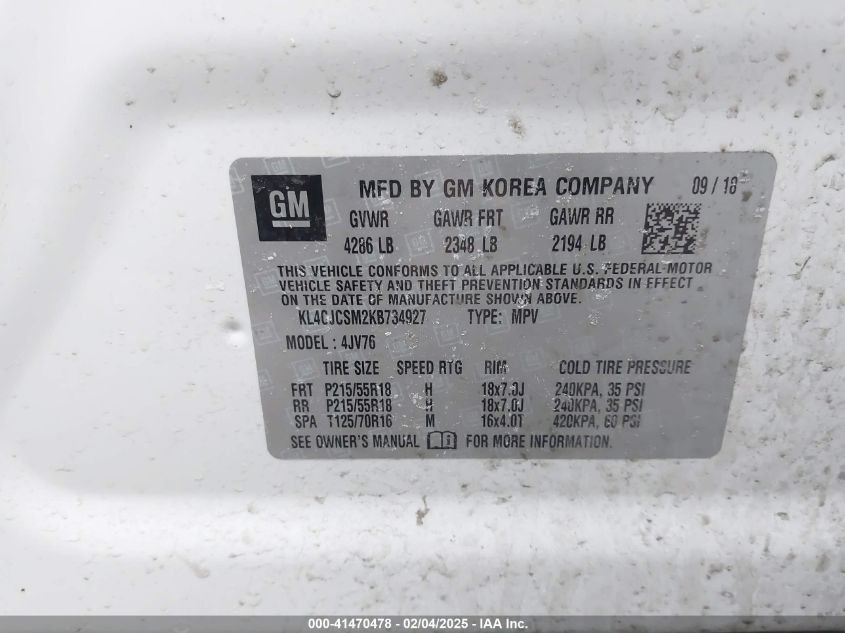 GM
MFD BY GM KOREA COMPANY 09 / 18
GVWR GAWR FRT GAWR RR
4286 LB 2348 LB 2194 LB
THIS VEHICLE CONFORMS TO ALL APPLICABLE U.S. FEDERAL MOTOR
VEHICLE SAFETY AND THEFT PREVENTION STANDARDS IN EFFECT
ON THE DATE OF MANUFACTURE SHOWN ABOVE.
KL4CJCSM2KB734927 TYPE: MPV
MODEL: 4JV76
TIRE SIZE SPEED RTG RIM COLD TIRE PRESSURE
FRT P215/55R18 H 18x7.0J 240KPA, 35 PSI
RR P215/55R18 H 18x7.0J 240KPA, 35 PSI
SPA T125/70R16 M 16x4.0T 420KPA, 60 PSI
SEE OWNER'S MANUAL FOR MORE INFORMATION.
000-41470478 - 02/04/2025 - IAA Inc.